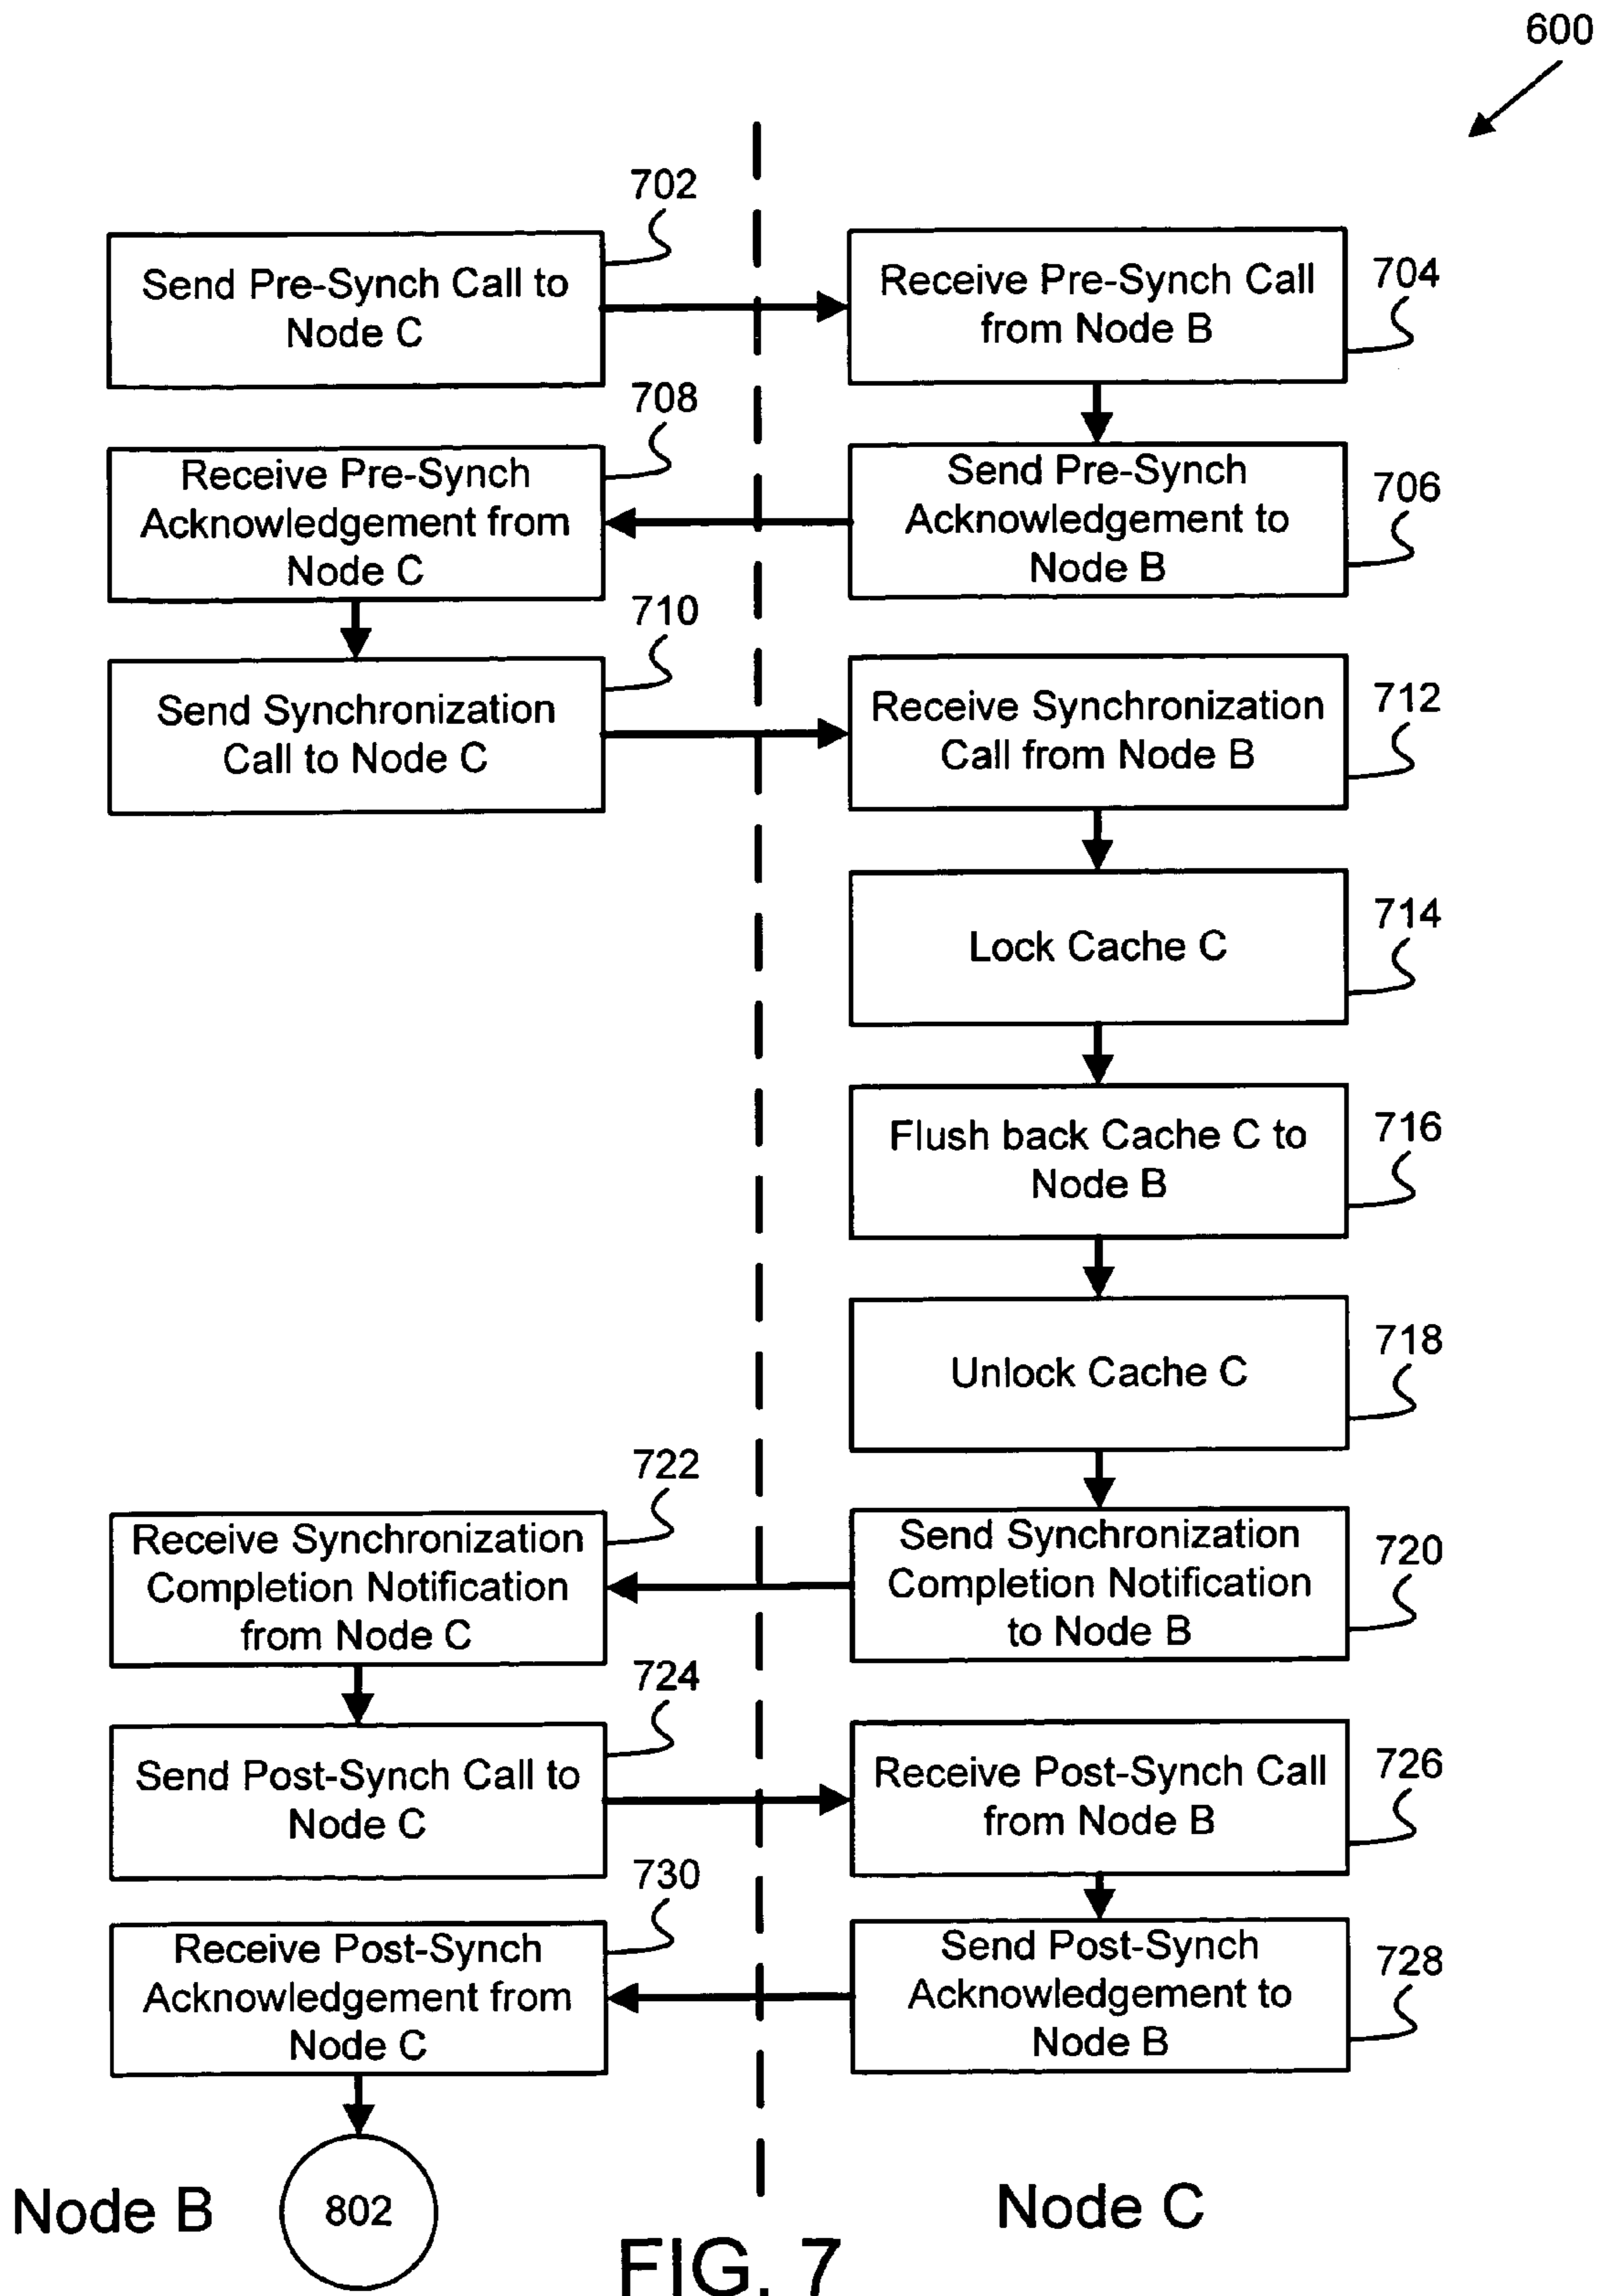 600
702
Send Pre-Synch Call to
Node C
Receive Pre-Synch Call
from Node B
704
708
Receive Pre-Synch
Acknowledgement from
Node C
Send Pre-Synch
Acknowledgement to
Node B
706
710
Send Synchronization
Call to Node C
Receive Synchronization
Call from Node B
712
Lock Cache C
714
Flush back Cache C to
Node B
716
Unlock Cache C
718
722
Receive Synchronization
Completion Notification
from Node C
Send Synchronization
Completion Notification
to Node B
720
724
Send Post-Synch Call to
Node C
Receive Post-Synch Call
from Node B
726
730
Receive Post-Synch
Acknowledgement from
Node C
Send Post-Synch
Acknowledgement to
Node B
728
Node B
802
Node C
FIG. 7